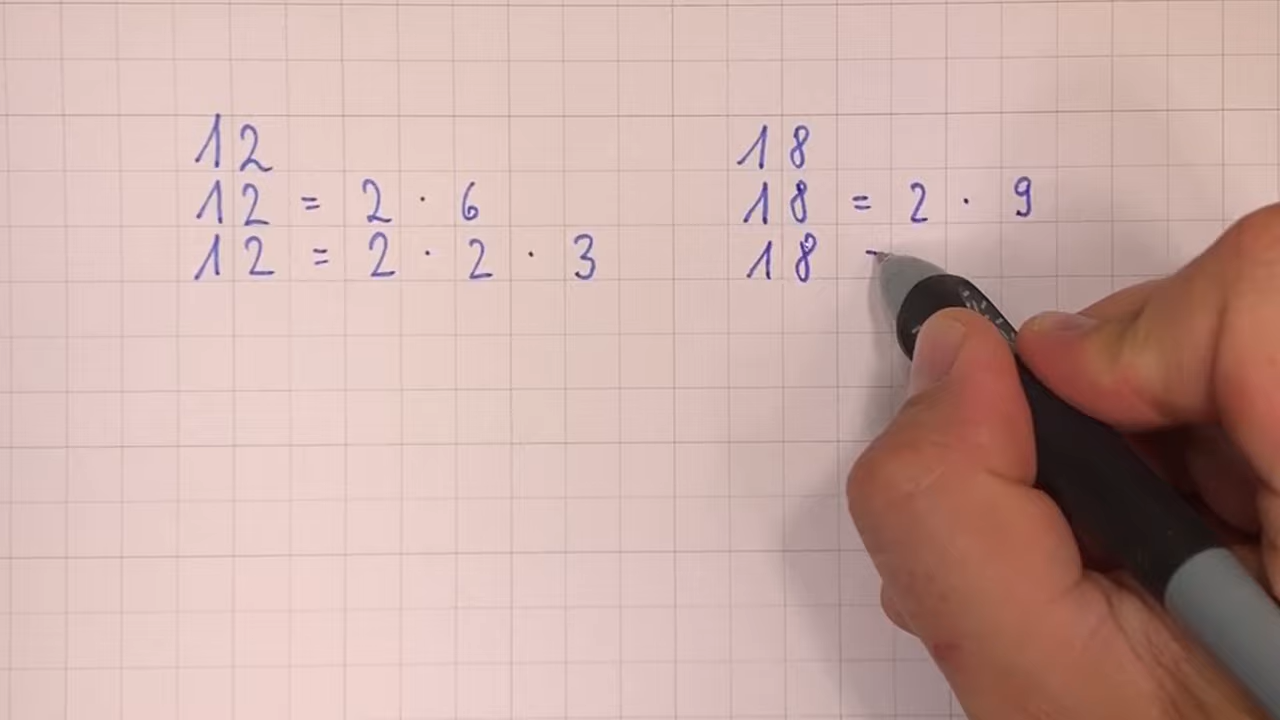 12
12 = 2 · 6
12 = 2 · 2 · 3
18
18 = 2 · 9
18 -